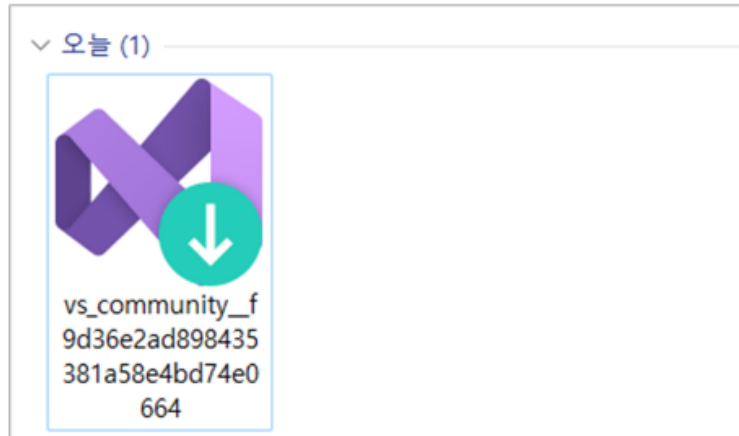 오늘 (1)
vs_community__f
9d36e2ad898435
381a58e4bd74e0
664